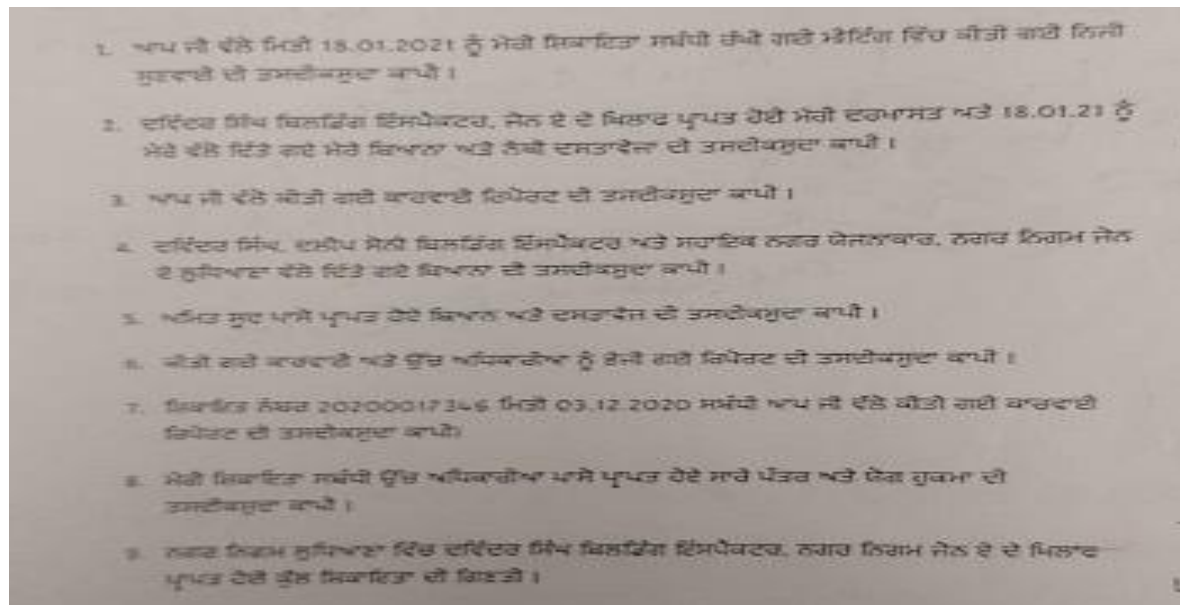 1. ਆਪ ਜੀ ਵੱਲੋ ਮਿਤੀ 18.01.2021 ਨੂੰ ਮੇਰੀ ਸ਼ਿਕਾਇਤਾ ਸਬੰਧੀ ਰੱਖੀ ਗਈ ਮੀਟਿੰਗ ਵਿੱਚ ਕੀਤੀ ਗਈ ਨਿਜੀ
ਸੁਣਵਾਈ ਦੀ ਤਸਦੀਕਸੁਦਾ ਕਾਪੀ ।
2. ਦਵਿੰਦਰ ਸਿੰਘ ਬਿਲਡਿੰਗ ਇੰਸਪੈਕਟਰ, ਜੋਨ ਏ ਦੇ ਖਿਲਾਫ ਪ੍ਰਾਪਤ ਹੋਈ ਮੇਰੀ ਦਰਖਾਸਤ ਅਤੇ 18.01.21 ਨੂੰ
ਮੇਰੇ ਵੱਲੋ ਦਿੱਤੇ ਗਏ ਮੇਰੇ ਬਿਆਨਾ ਅਤੇ ਨੱਥੀ ਦਸਤਾਵੇਜਾ ਦੀ ਤਸਦੀਕਸੁਦਾ ਕਾਪੀ ।
3. ਆਪ ਜੀ ਵੱਲੋ ਕੀਤੀ ਗਈ ਕਾਰਵਾਈ ਰਿਪੋਰਟ ਦੀ ਤਸਦੀਕਸੁਦਾ ਕਾਪੀ ।
4. ਦਵਿੰਦਰ ਸਿੰਘ, ਸੈਨੀ ਬਿਲਡਿੰਗ ਇੰਸਪੈਕਟਰ ਅਤੇ ਸਹਾਇਕ ਨਗਰ ਯੋਜਨਾਕਾਰ, ਨਗਰ ਨਿਗਮ ਜੋਨ
ਏ ਲੁਧਿਆਣਾ ਵੱਲੋ ਦਿੱਤੇ ਗਏ ਬਿਆਨਾ ਦੀ ਤਸਦੀਕਸੁਦਾ ਕਾਪੀ ।
5. ਅਮਿਤ ਸੂਦ ਪਾਸੋ ਪ੍ਰਾਪਤ ਹੋਏ ਬਿਆਨ ਅਤੇ ਦਸਤਾਵੇਜ ਦੀ ਤਸਦੀਕਸੁਦਾ ਕਾਪੀ ।
6. ਕੀਤੀ ਗਈ ਕਾਰਵਾਈ ਅਤੇ ਉੱਚ ਅਧਿਕਾਰੀਆ ਨੂੰ ਭੇਜੀ ਗਈ ਰਿਪੋਰਟ ਦੀ ਤਸਦੀਕਸੁਦਾ ਕਾਪੀ ।
7. ਸ਼ਿਕਾਇਤ ਨੰਬਰ 20200017346 ਮਿਤੀ 03.12.2020 ਸਬੰਧੀ ਆਪ ਜੀ ਵੱਲੋ ਕੀਤੀ ਗਈ ਕਾਰਵਾਈ
ਰਿਪੋਰਟ ਦੀ ਤਸਦੀਕਸੁਦਾ ਕਾਪੀ।
8. ਮੇਰੀ ਸ਼ਿਕਾਇਤਾ ਸਬੰਧੀ ਉੱਚ ਅਧਿਕਾਰੀਆ ਪਾਸੋ ਪ੍ਰਾਪਤ ਹੋਏ ਸਾਰੇ ਪੱਤਰ ਅਤੇ ਯੋਗ ਹੁਕਮਾ ਦੀ
ਤਸਦੀਕਸੁਦਾ ਕਾਪੀ ।
9. ਨਗਰ ਨਿਗਮ ਲੁਧਿਆਣਾ ਵਿੱਚ ਦਵਿੰਦਰ ਸਿੰਘ ਬਿਲਡਿੰਗ ਇੰਸਪੈਕਟਰ, ਨਗਰ ਨਿਗਮ ਜੋਨ ਏ ਦੇ ਖਿਲਾਫ
ਪ੍ਰਾਪਤ ਹੋਈ ਕੁੱਲ ਸ਼ਿਕਾਇਤਾ ਦੀ ਗਿਣਤੀ ।